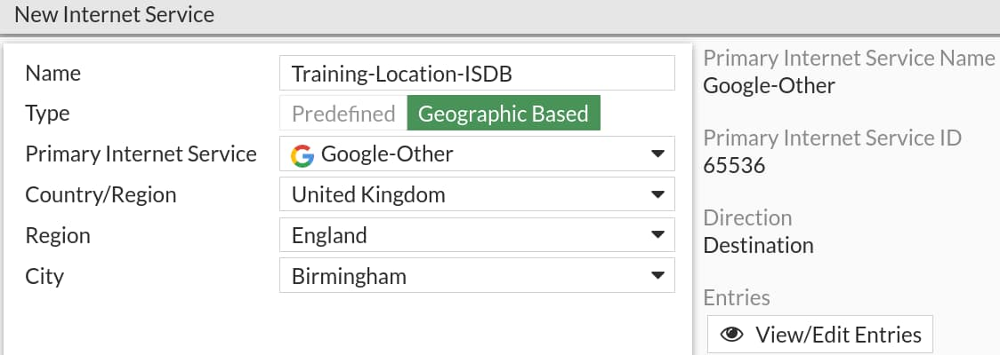 New Internet Service
Name
Training-Location-ISDB
Type
Predefined
Geographic Based
Primary Internet Service
Google-Other
Country/Region
United Kingdom
Region
England
City
Birmingham
Primary Internet Service Name
Google-Other
Primary Internet Service ID
65536
Direction
Destination
Entries
View/Edit Entries